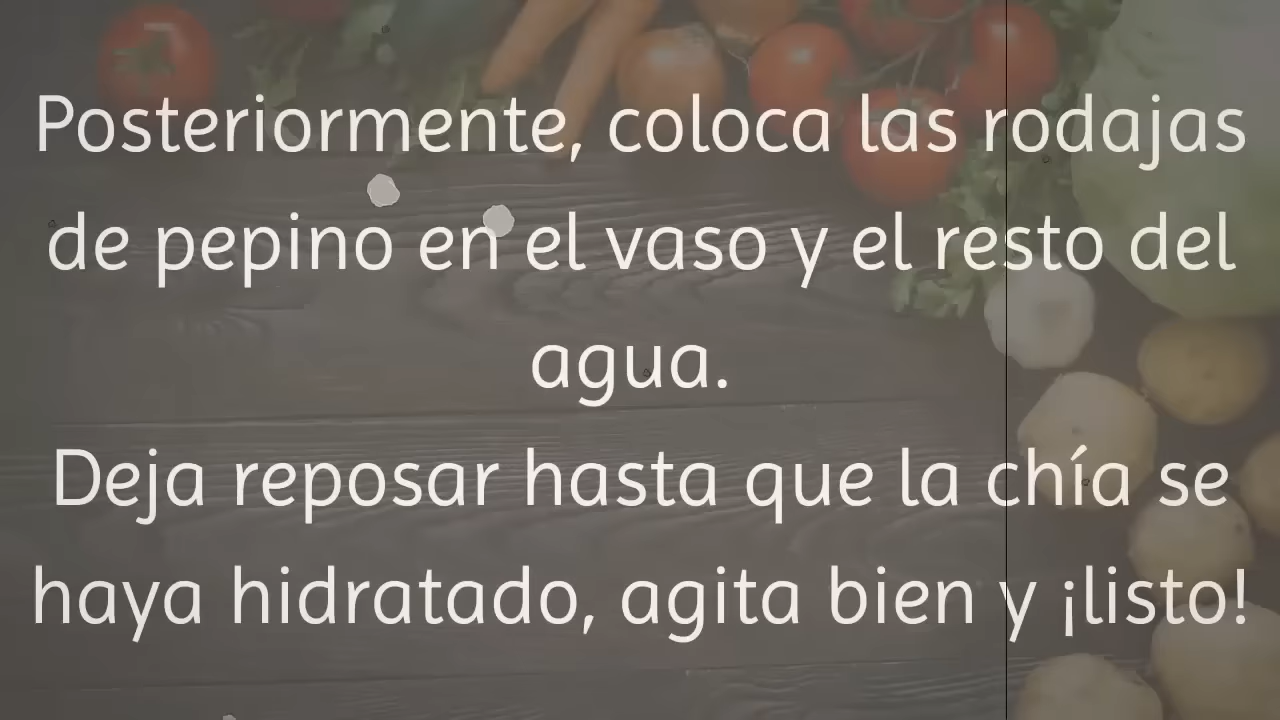 Posteriormente, coloca las rodajas
de pepino en el vaso y el resto del
agua.
Deja reposar hasta que la chía se
haya hidratado, agita bien y ¡listo!